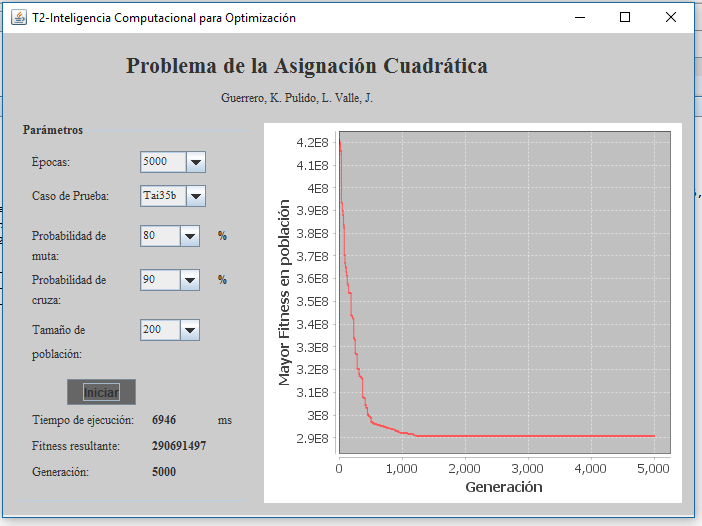 T2-Inteligencia Computacional para Optimización
Problema de la Asignación Cuadrática
Guerrero, K. Pulido, L. Valle, J.
Parámetros
Epocas: 5000
Caso de Prueba: Tai35b
Probabilidad de muta: 80 %
Probabilidad de cruza: 90 %
Tamaño de población: 200
Iniciar
Tiempo de ejecución: 6946 ms
Fitness resultante: 290691497
Generación: 5000
Mayor Fitness en población
4.2E8
4.1E8
4E8
3.9E8
3.8E8
3.7E8
3.6E8
3.5E8
3.4E8
3.3E8
3.2E8
3.1E8
3E8
2.9E8
0 1,000 2,000 3,000 4,000 5,000
Generación